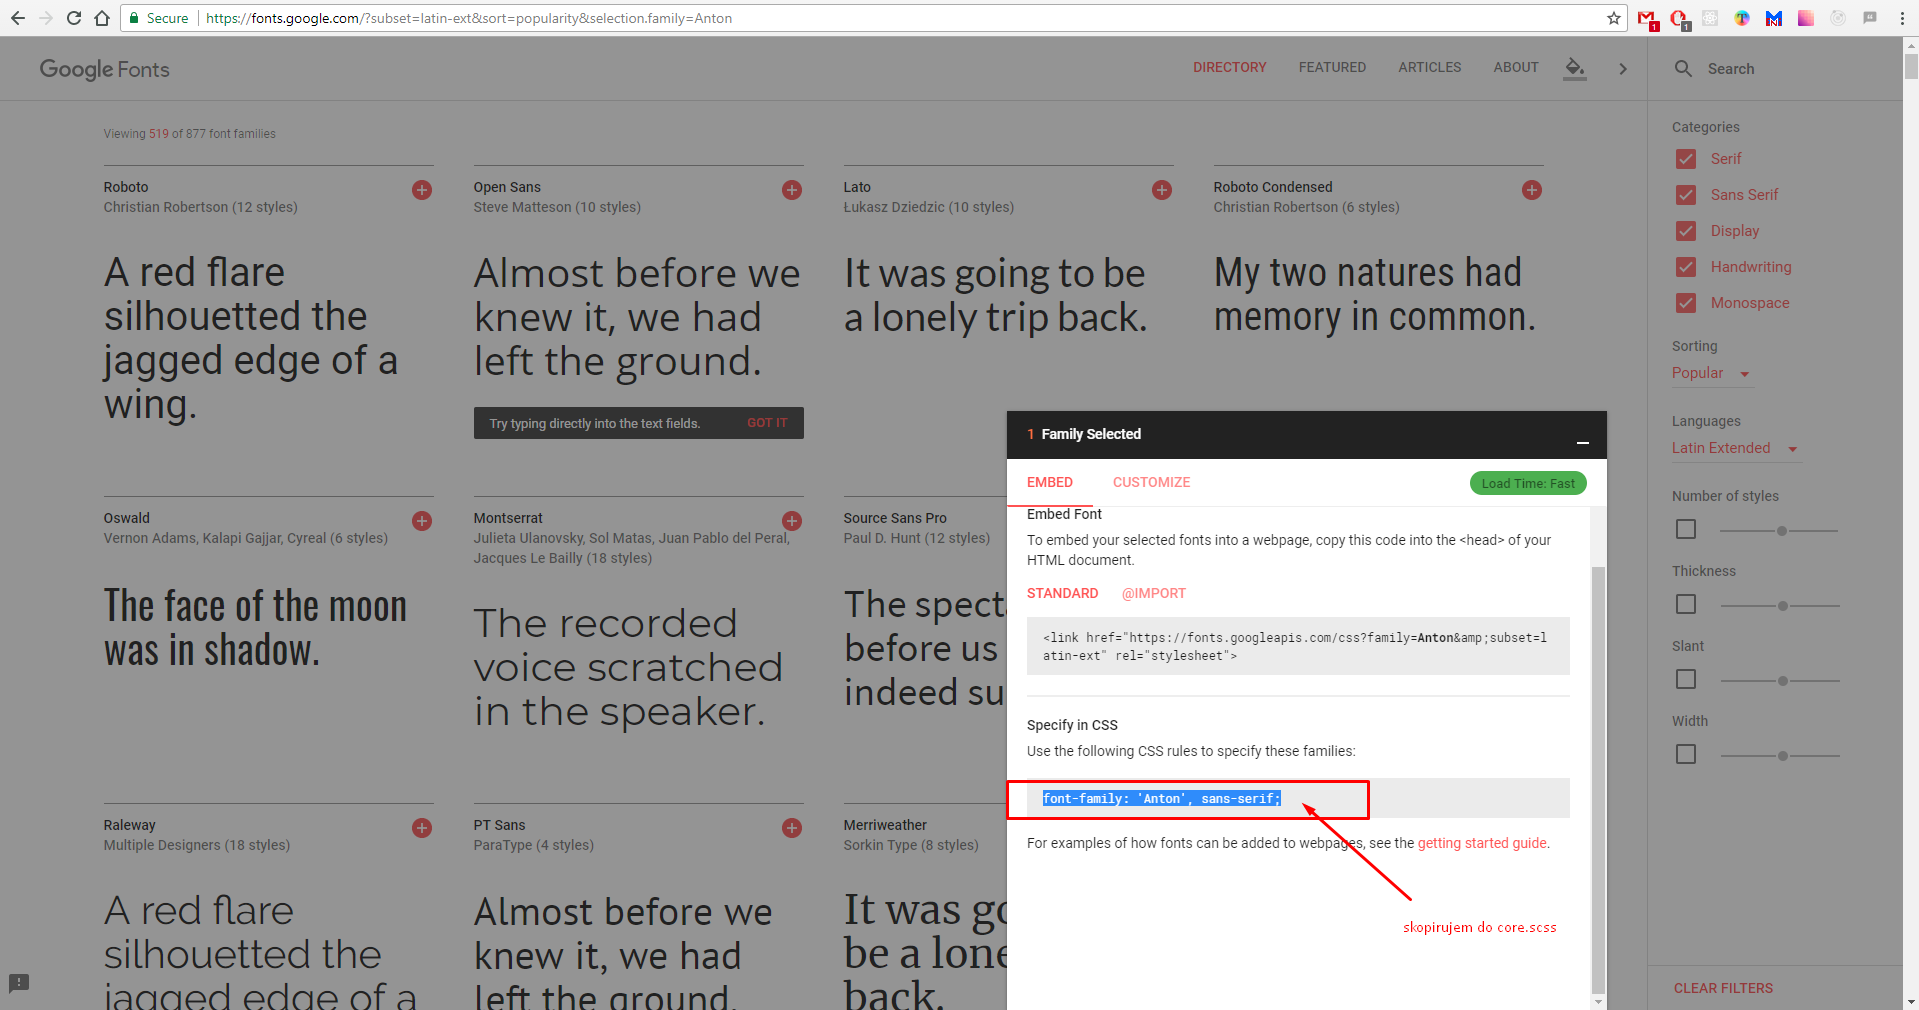 Secure
https://fonts.google.com/?subset=latin-ext&sort=popularity&selection.family=Anton
1
1
Google Fonts
DIRECTORY
FEATURED
ARTICLES
ABOUT
Search
Viewing 519 of 877 font families
Roboto
Christian Robertson (12 styles)
A red flare
silhouetted the
jagged edge of a
wing.
Open Sans
Steve Matteson (10 styles)
Almost before we
knew it, we had
left the ground.
Try typing directly into the text fields. GOT IT
Lato
Łukasz Dziedzic (10 styles)
It was going to be
a lonely trip back.
Roboto Condensed
Christian Robertson (6 styles)
My two natures had
memory in common.
Oswald
Vernon Adams, Kalapi Gajjar, Cyreal (6 styles)
The face of the moon
was in shadow.
Montserrat
Julieta Ulanovsky, Sol Matas, Juan Pablo del Peral,
Jacques Le Bailly (18 styles)
The recorded
voice scratched
in the speaker.
Source Sans Pro
Paul D. Hunt (12 styles)
The spect
before us
indeed su
Raleway
Multiple Designers (18 styles)
A red flare
silhouetted the
jagged edge of a
PT Sans
ParaType (4 styles)
Almost before we
knew it, we had
left the ground.
Merriweather
Sorkin Type (8 styles)
It was go
be a lone
back.
1 Family Selected
EMBED
CUSTOMIZE
Load Time: Fast
Embed Font
To embed your selected fonts into a webpage, copy this code into the <head> of your
HTML document.
STANDARD
@IMPORT
<link href="https://fonts.googleapis.com/css?family=Anton&amp;subset=l
atin-ext" rel="stylesheet">
Specify in CSS
Use the following CSS rules to specify these families:
font-family: 'Anton', sans-serif;
For examples of how fonts can be added to webpages, see the getting started guide.
skopirujem do core.scss
Categories
Serif
Sans Serif
Display
Handwriting
Monospace
Sorting
Popular
Languages
Latin Extended
Number of styles
Thickness
Slant
Width
CLEAR FILTERS